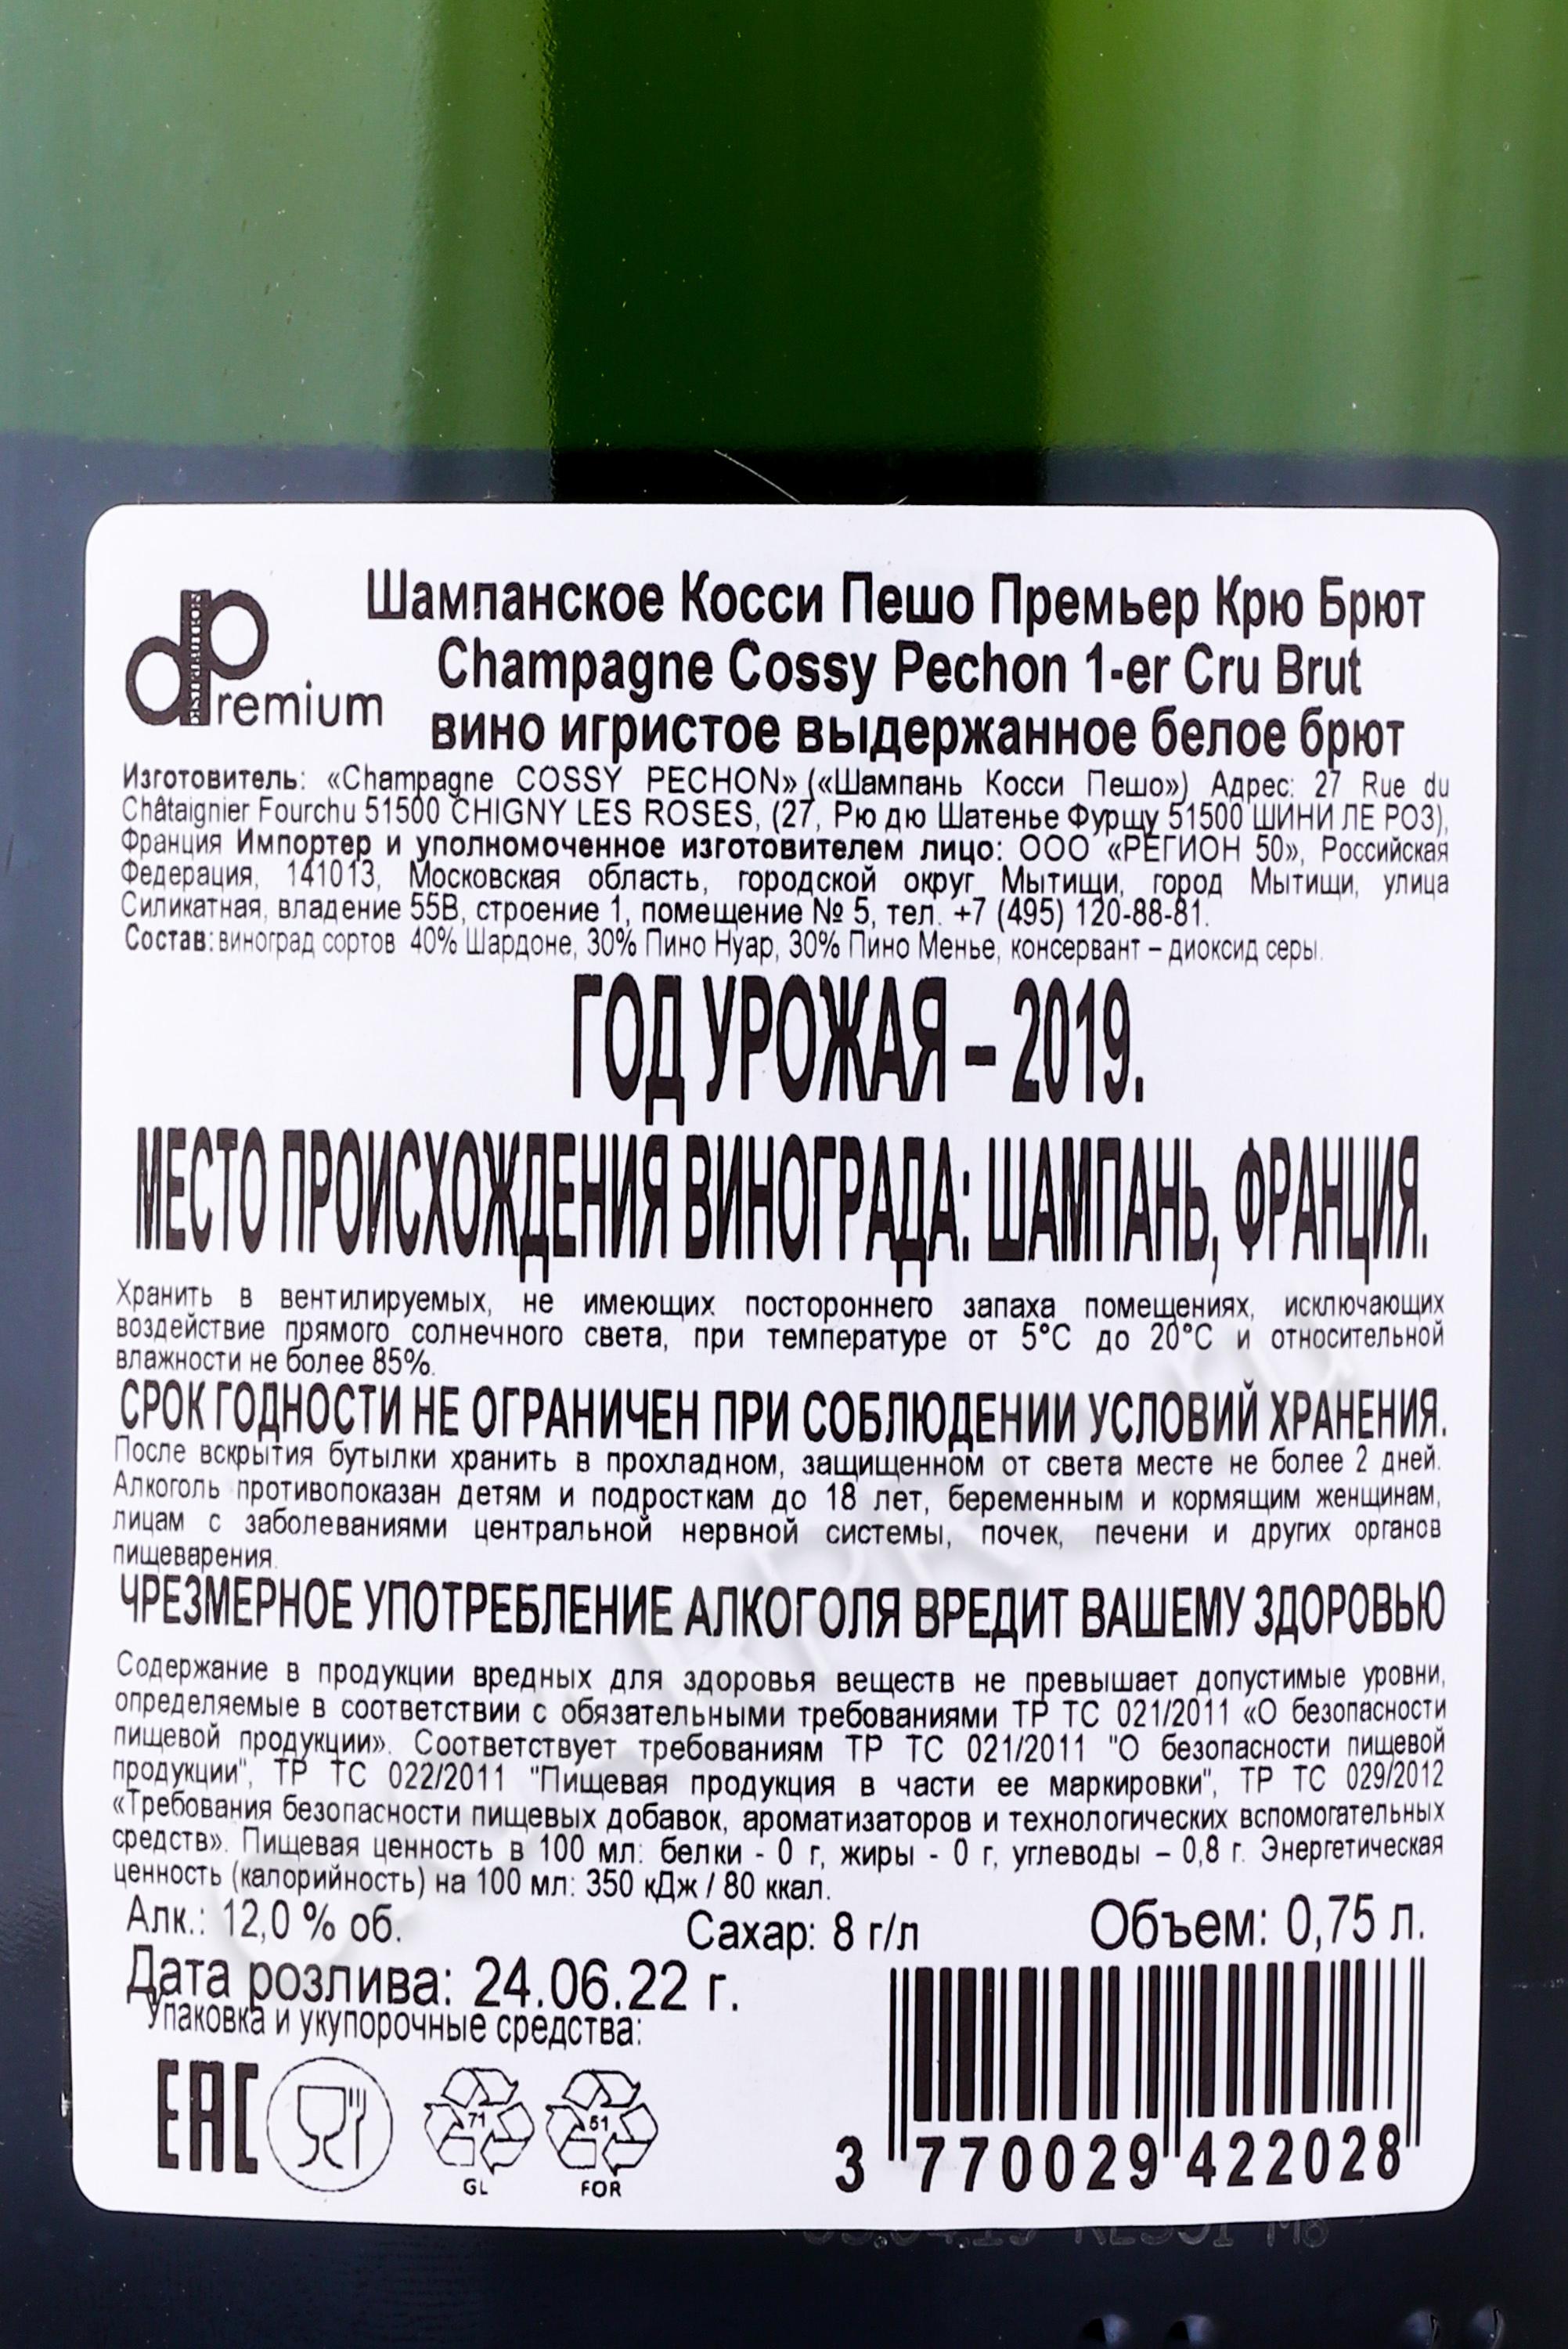 Шампанское Косси Пешо Премьер Крю Брют
Champagne Cossy Pechon 1-er Cru Brut
вино игристое выдержанное белое брют
dPremium
DISTRIBUTION
Изготовитель: «Champagne COSSY PECHON» («Шампань Косси Пешо») Адрес: 27 Rue du
Châtaignier Fourchu 51500 CHIGNY LES ROSES, (27, Рю дю Шатенье Фурщу 51500 ШИНИ ЛЕ РОЗ),
Франция Импортер и уполномоченное изготовителем лицо: ООО «РЕГИОН 50», Российская
Федерация, 141013, Московская область, городской округ Мытищи, город Мытищи, улица
Силикатная, владение 55В, строение 1, помещение № 5, тел. +7 (495) 120-88-81.
Состав: виноград сортов 40% Шардоне, 30% Пино Нуар, 30% Пино Менье, консервант – диоксид серы.
ГОД УРОЖАЯ – 2019.
МЕСТО ПРОИСХОЖДЕНИЯ ВИНОГРАДА: ШАМПАНЬ, ФРАНЦИЯ.
Хранить в вентилируемых, не имеющих постороннего запаха помещениях, исключающих
воздействие прямого солнечного света, при температуре от 5°С до 20°С и относительной
влажности не более 85%.
СРОК ГОДНОСТИ НЕ ОГРАНИЧЕН ПРИ СОБЛЮДЕНИИ УСЛОВИЙ ХРАНЕНИЯ.
После вскрытия бутылки хранить в прохладном, защищенном от света месте не более 2 дней.
Алкоголь противопоказан детям и подросткам до 18 лет, беременным и кормящим женщинам,
лицам с заболеваниями центральной нервной системы, почек, печени и других органов
пищеварения.
ЧРЕЗМЕРНОЕ УПОТРЕБЛЕНИЕ АЛКОГОЛЯ ВРЕДИТ ВАШЕМУ ЗДОРОВЬЮ
Содержание в продукции вредных для здоровья веществ не превышает допустимые уровни,
определяемые в соответствии с обязательными требованиями ТР ТС 021/2011 «О безопасности
пищевой продукции». Соответствует требованиям ТР ТС 021/2011 "О безопасности пищевой
продукции", ТР ТС 022/2011 "Пищевая продукция в части ее маркировки", ТР ТС 029/2012
«Требования безопасности пищевых добавок, ароматизаторов и технологических вспомогательных
средств». Пищевая ценность в 100 мл: белки - 0 г, жиры - 0 г, углеводы – 0,8 г. Энергетическая
ценность (калорийность) на 100 мл: 350 кДж / 80 ккал.
Алк.: 12,0 % об. Сахар: 8 г/л Объем: 0,75 л.
Дата розлива: 24.06.22 г.
Упаковка и укупорочные средства:
EAC
71 51
GL FOR
3 770029 422028